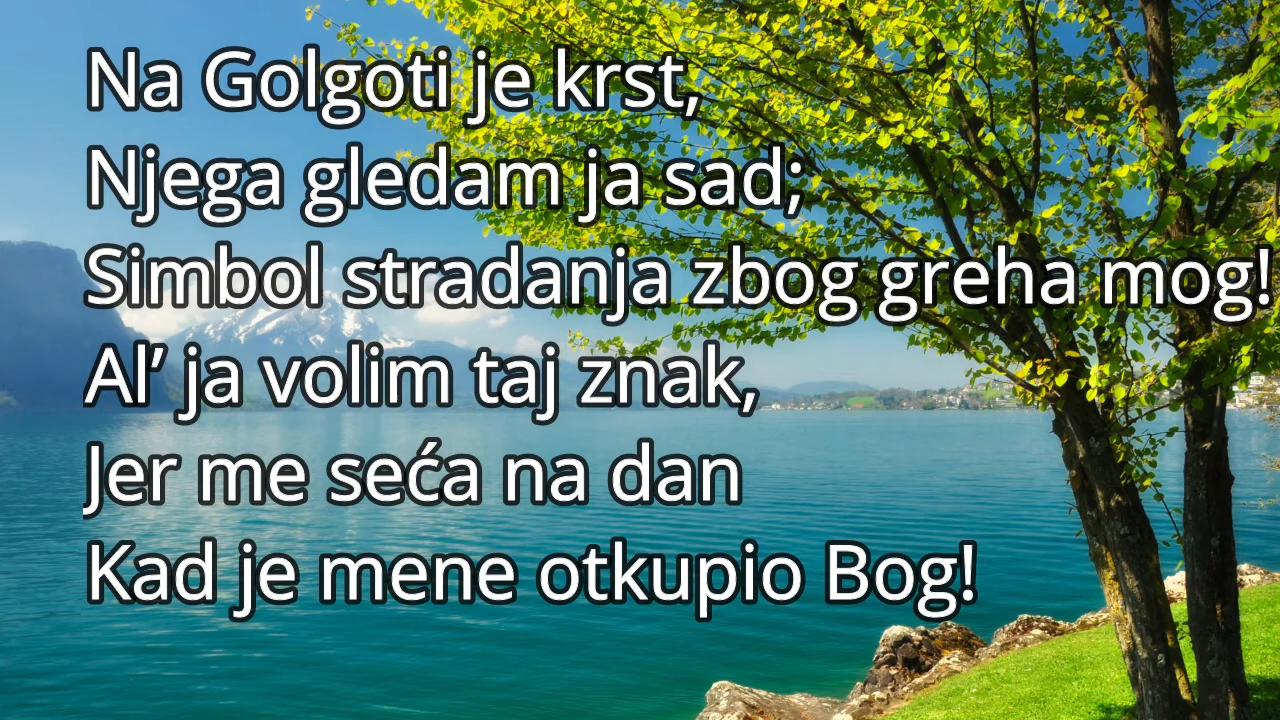 Na Golgoti je krst,
Njega gledam ja sad;
Simbol stradanja zbog greha mog!
Al’ ja volim taj znak,
Jer me seća na dan
Kad je mene otkupio Bog!